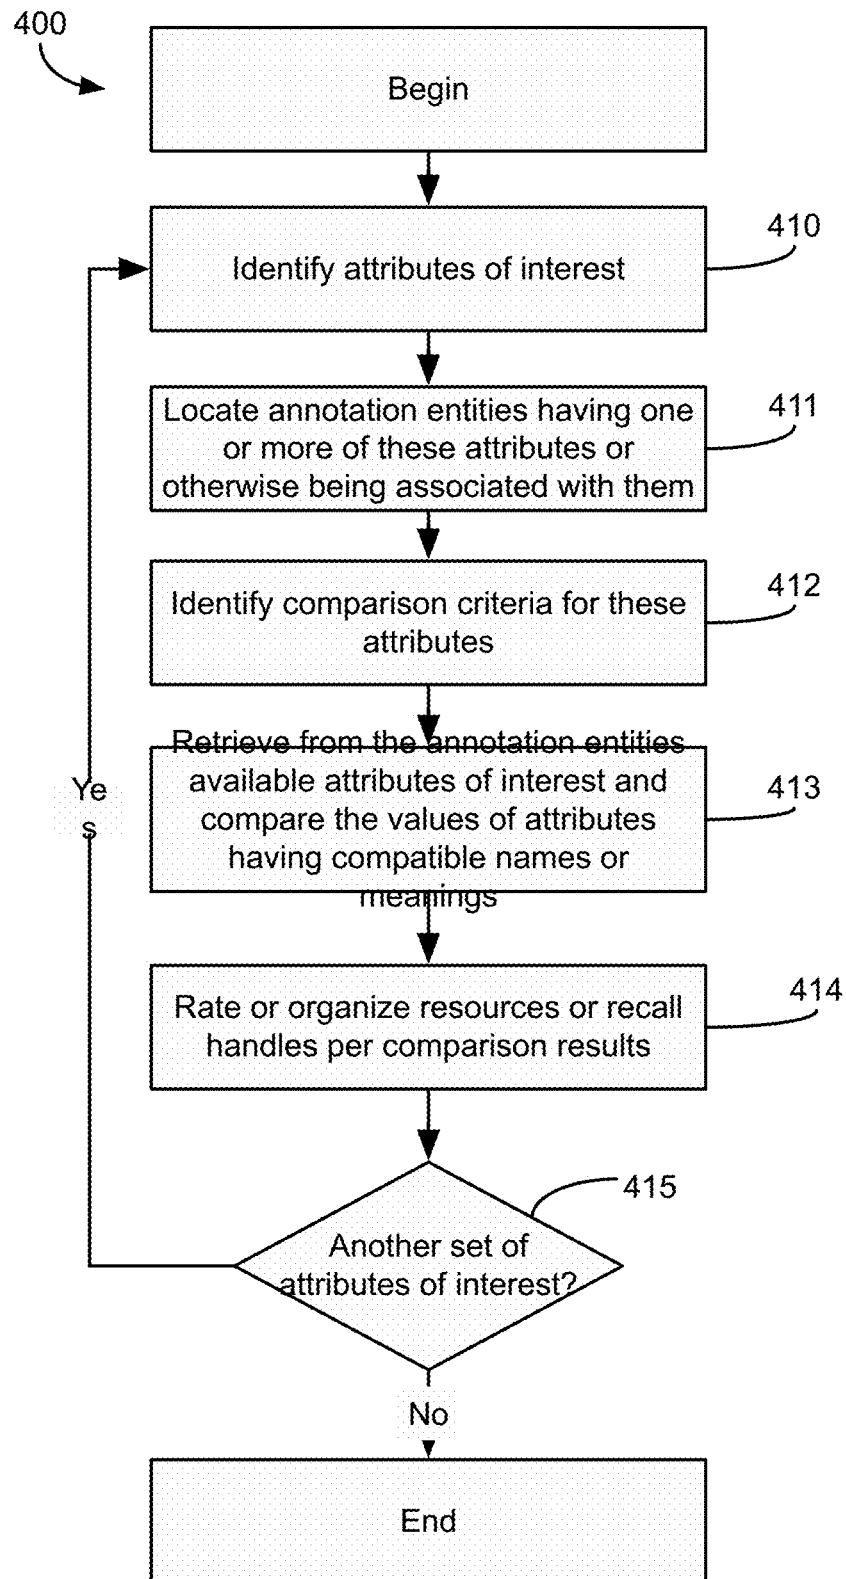 400
Begin
410
Identify attributes of interest
411
Locate annotation entities having one
or more of these attributes or
otherwise being associated with them
412
Identify comparison criteria for these
attributes
Retrieve from the annotation entities
available attributes of interest and
413
compare the values of attributes
having compatible names or
meanings
Ye
s
414
Rate or organize resources or recall
handles per comparison results
415
Another set of
attributes of interest?
No
End